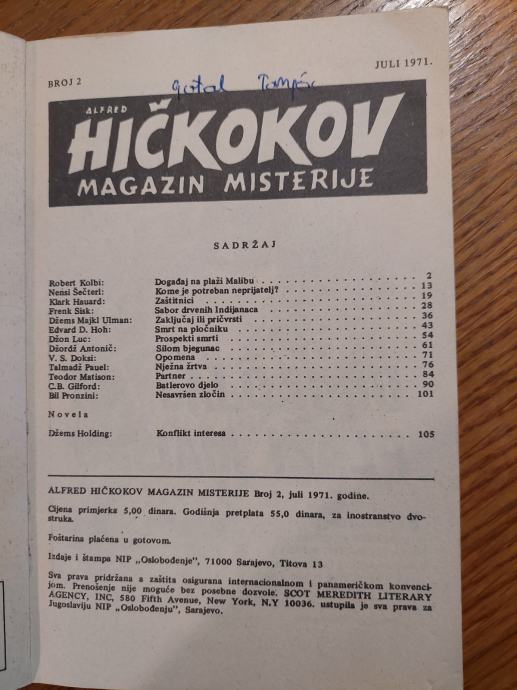 BROJ 2
JULI 1971.
ALFRED
HIČKOKOV
MAGAZIN MISTERIJE
SADRŽAJ
Robert Kolbi: Događaj na plaži Malibu . . . . . . . . . . . . . . . . 2
Nensi Šečterl: Kome je potreban neprijatelj? . . . . . . . . . . . . . . 13
Klark Hauard: Zaštitnici . . . . . . . . . . . . . . . . . . . . 19
Frenk Sisk: Sabor drvenih Indijanaca . . . . . . . . . . . . . . . . 28
Džems Majkl Ulman: Zaključaj ili pričvrsti . . . . . . . . . . . . . . . . . 36
Edvard D. Hoh: Smrt na pločniku . . . . . . . . . . . . . . . . . . 43
Džon Luc: Prospekti smrti . . . . . . . . . . . . . . . . . . . 54
Džordž Antonič: Silom bjegunac . . . . . . . . . . . . . . . . . . . 61
V. S. Doksi: Opomena . . . . . . . . . . . . . . . . . . . . . 71
Talmadž Pauel: Nježna žrtva . . . . . . . . . . . . . . . . . . . . 76
Teodor Matison: Partner . . . . . . . . . . . . . . . . . . . . . . 84
C.B. Gilford: Batlerovo djelo . . . . . . . . . . . . . . . . . . . 90
Bil Pronzini: Nesavršen zločin . . . . . . . . . . . . . . . . . . . 101
Novela
Džems Holding: Konflikt interesa . . . . . . . . . . . . . . . . . . . 105
ALFRED HIČKOKOV MAGAZIN MISTERIJE Broj 2, juli 1971. godine.
Cijena primjerka 5,00 dinara. Godišnja pretplata 55,0 dinara, za inostranstvo dvo-
struka.
Poštarina plaćena u gotovom.
Izdaje i štampa NIP „Oslobođenje", 71000 Sarajevo, Titova 13
Sva prava pridržana a zaštita osigurana internacionalnom i panameričkom konvenci-
jom. Prenošenje nije moguće bez posebne dozvole. SCOT MEREDITH LITERARY
AGENCY, INC, 580 Fifth Avenue, New York, N.Y 10036. ustupila je sva prava za
Jugoslaviju NIP „Oslobođenju", Sarajevo.